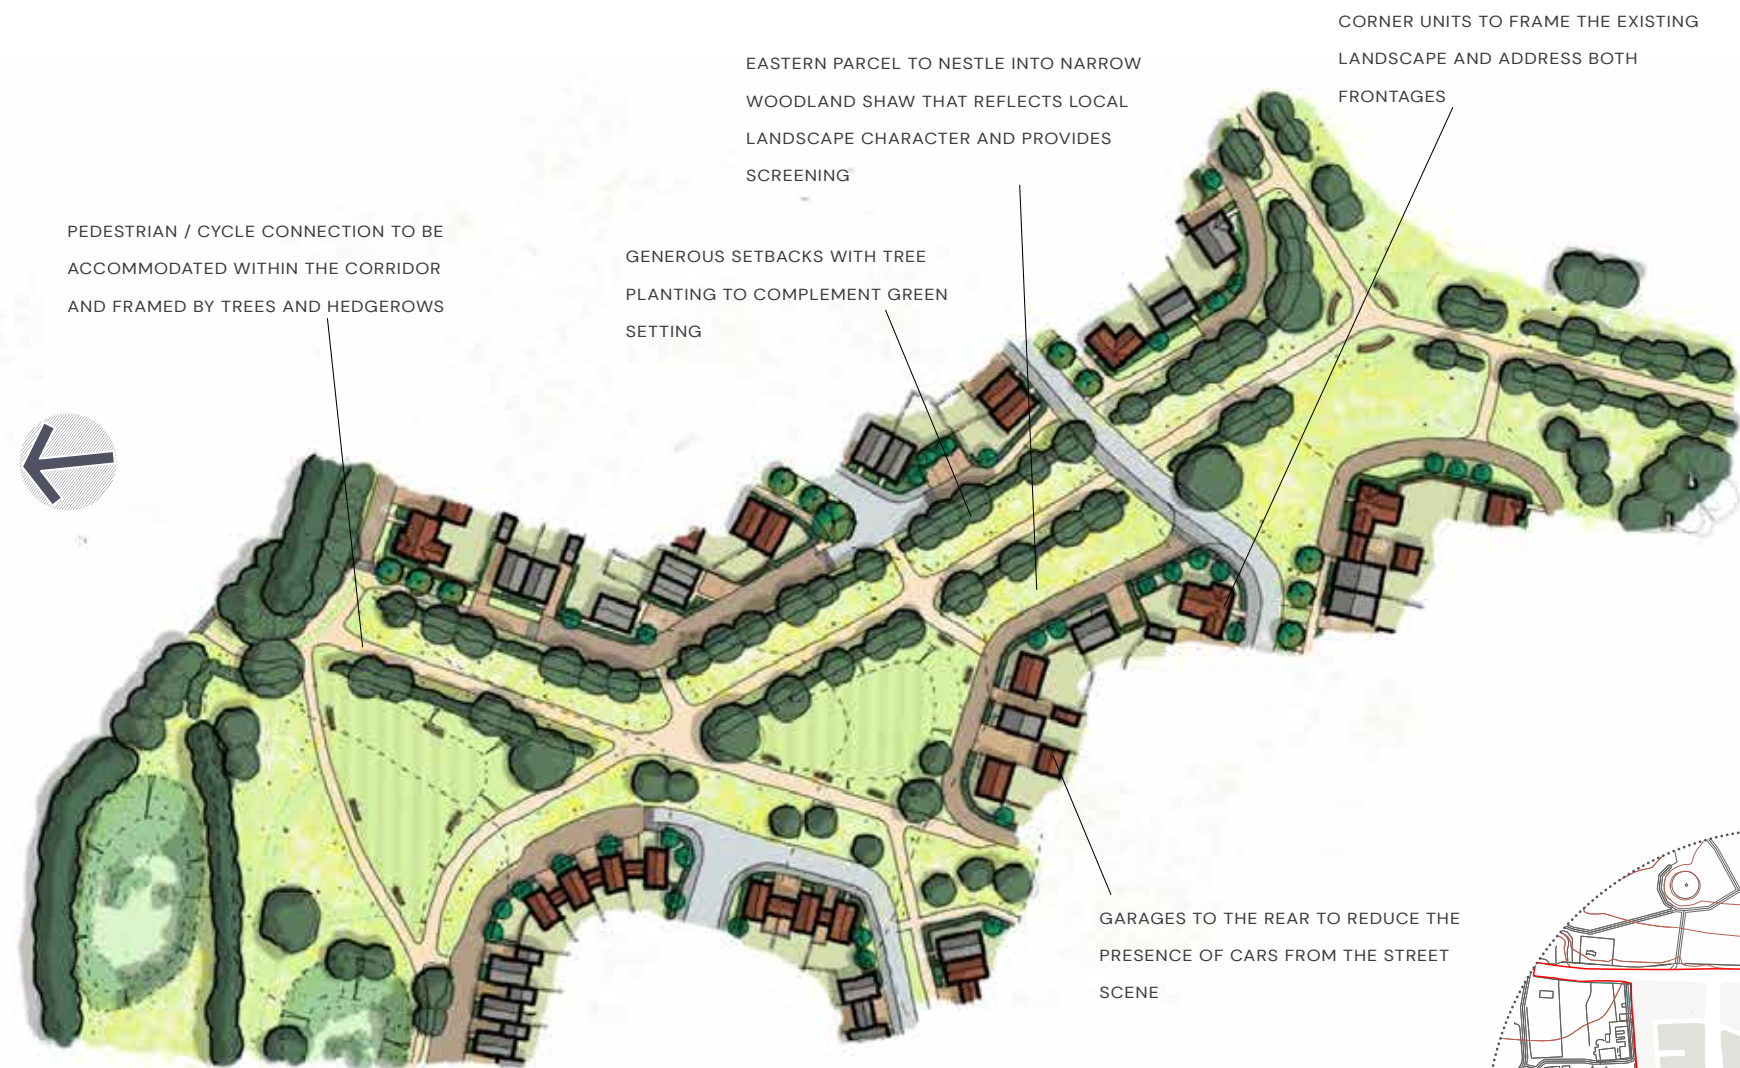 CORNER UNITS TO FRAME THE EXISTING
LANDSCAPE AND ADDRESS BOTH
FRONTAGES
EASTERN PARCEL TO NESTLE INTO NARROW
WOODLAND SHAW THAT REFLECTS LOCAL
LANDSCAPE CHARACTER AND PROVIDES
SCREENING
PEDESTRIAN / CYCLE CONNECTION TO BE
ACCOMMODATED WITHIN THE CORRIDOR
AND FRAMED BY TREES AND HEDGEROWS
GENEROUS SETBACKS WITH TREE
PLANTING TO COMPLEMENT GREEN
SETTING
GARAGES TO THE REAR TO REDUCE THE
PRESENCE OF CARS FROM THE STREET
SCENE